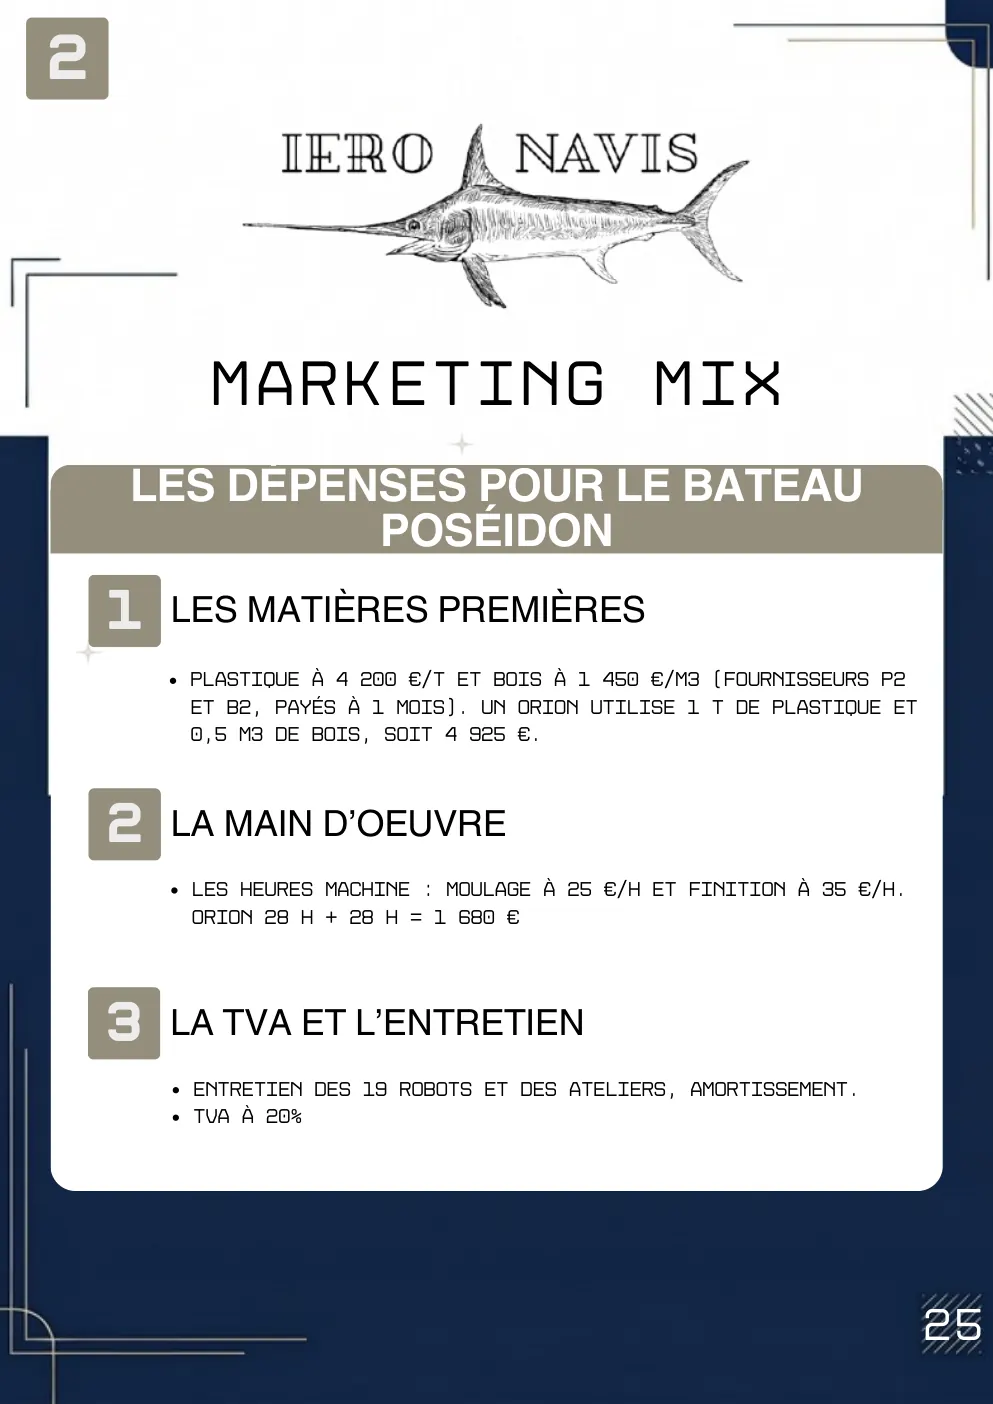 2
IERO NAVIS
MARKETING MIX
LES DÉPENSES POUR LE BATEAU
POSÉIDON
1
LES MATIÈRES PREMIÈRES
• PLASTIQUE À 4 200 €/T ET BOIS À 1 450 €/M3 (FOURNISSEURS P2
ET B2, PAYÉS À 1 MOIS). UN ORION UTILISE 1 T DE PLASTIQUE ET
0,5 M3 DE BOIS, SOIT 4 925 €.
2
LA MAIN D’OEUVRE
• LES HEURES MACHINE : MOULAGE À 25 €/H ET FINITION À 35 €/H.
ORION 28 H + 28 H = 1 680 €
3
LA TVA ET L’ENTRETIEN
• ENTRETIEN DES 19 ROBOTS ET DES ATELIERS, AMORTISSEMENT.
• TVA À 20%
25